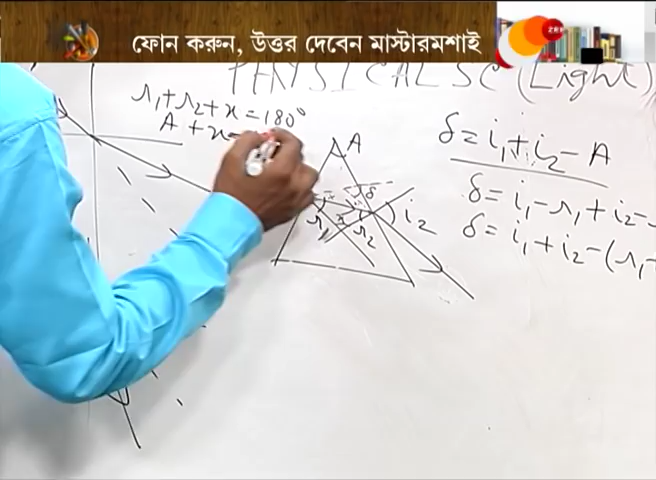 ফোন করুন, উত্তর দেবেন মাস্টারমশাই
PHYSICAL SC (Light)
r₁+r₂+x=180°
A+x=
δ=i₁+i₂-A
δ=i₁-r₁+i₂-
δ=i₁+i₂-(r₁
A
δ
i₂
r₁
x
r₂